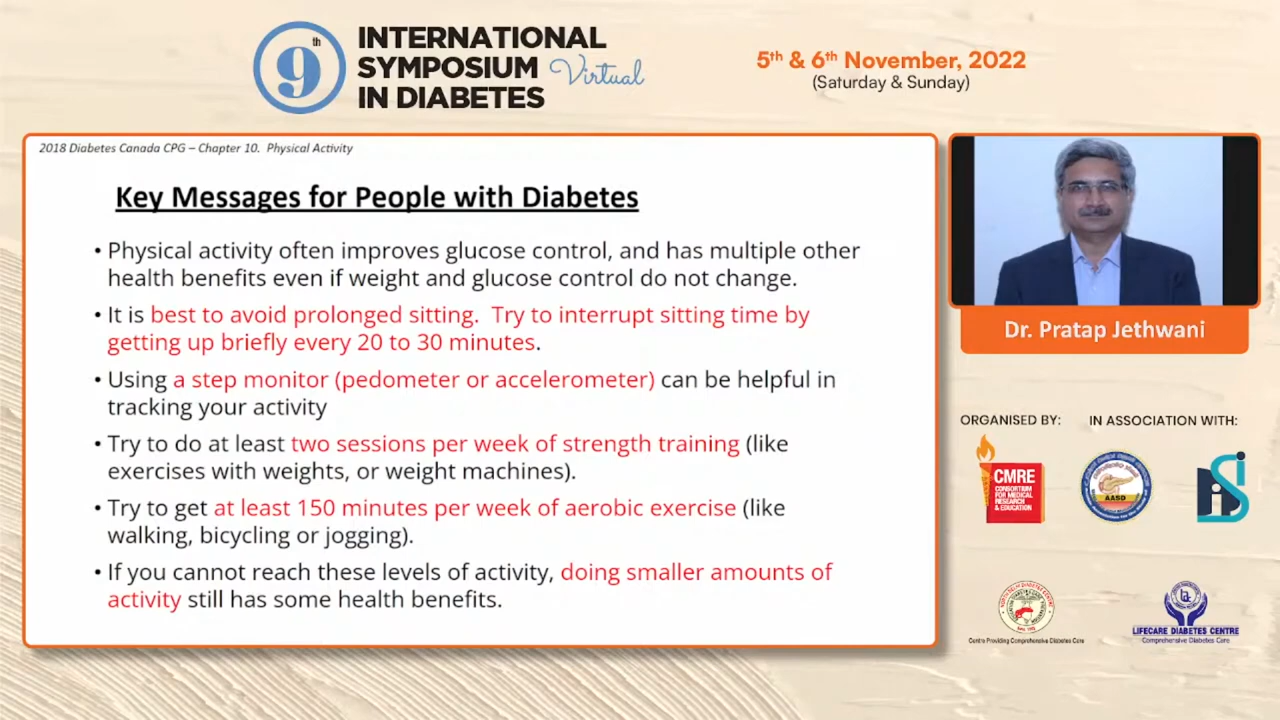 9th
INTERNATIONAL
SYMPOSIUM Virtual
IN DIABETES
5th & 6th November, 2022
(Saturday & Sunday)
2018 Diabetes Canada CPG – Chapter 10. Physical Activity
Key Messages for People with Diabetes
• Physical activity often improves glucose control, and has multiple other
health benefits even if weight and glucose control do not change.
• It is best to avoid prolonged sitting. Try to interrupt sitting time by
getting up briefly every 20 to 30 minutes.
• Using a step monitor (pedometer or accelerometer) can be helpful in
tracking your activity
• Try to do at least two sessions per week of strength training (like
exercises with weights, or weight machines).
• Try to get at least 150 minutes per week of aerobic exercise (like
walking, bicycling or jogging).
• If you cannot reach these levels of activity, doing smaller amounts of
activity still has some health benefits.
Dr. Pratap Jethwani
ORGANISED BY:
IN ASSOCIATION WITH:
CMRE
CONSORTIUM
FOR MEDICAL
RESEARCH
& EDUCATION
AASD
Centre Providing Comprehensive Diabetes Care
LIFECARE DIABETES CENTRE
Comprehensive Diabetes Care